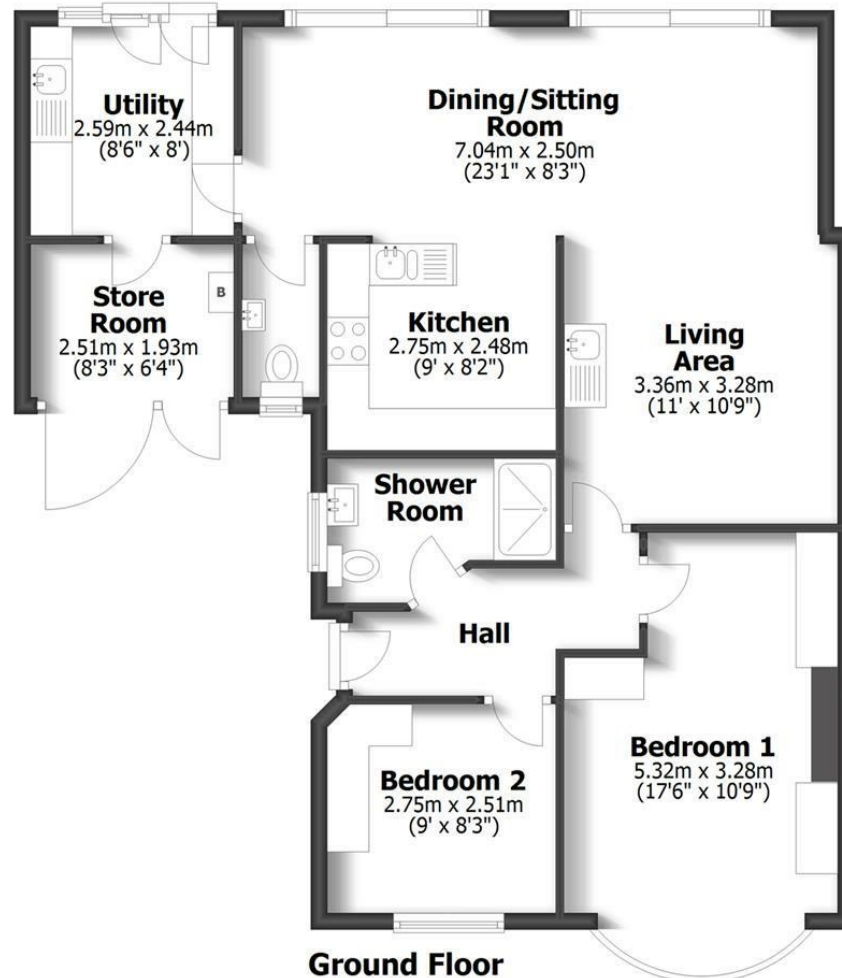 Utility
2.59m x 2.44m
(8'6" x 8')
Dining/Sitting
Room
7.04m x 2.50m
(23'1" x 8'3")
Store
Room
2.51m x 1.93m
(8'3" x 6'4")
B
Kitchen
2.75m x 2.48m
(9' x 8'2")
Living
Area
3.36m x 3.28m
(11' x 10'9")
Shower
Room
Hall
Bedroom 1
5.32m x 3.28m
(17'6" x 10'9")
Bedroom 2
2.75m x 2.51m
(9' x 8'3")
Ground Floor